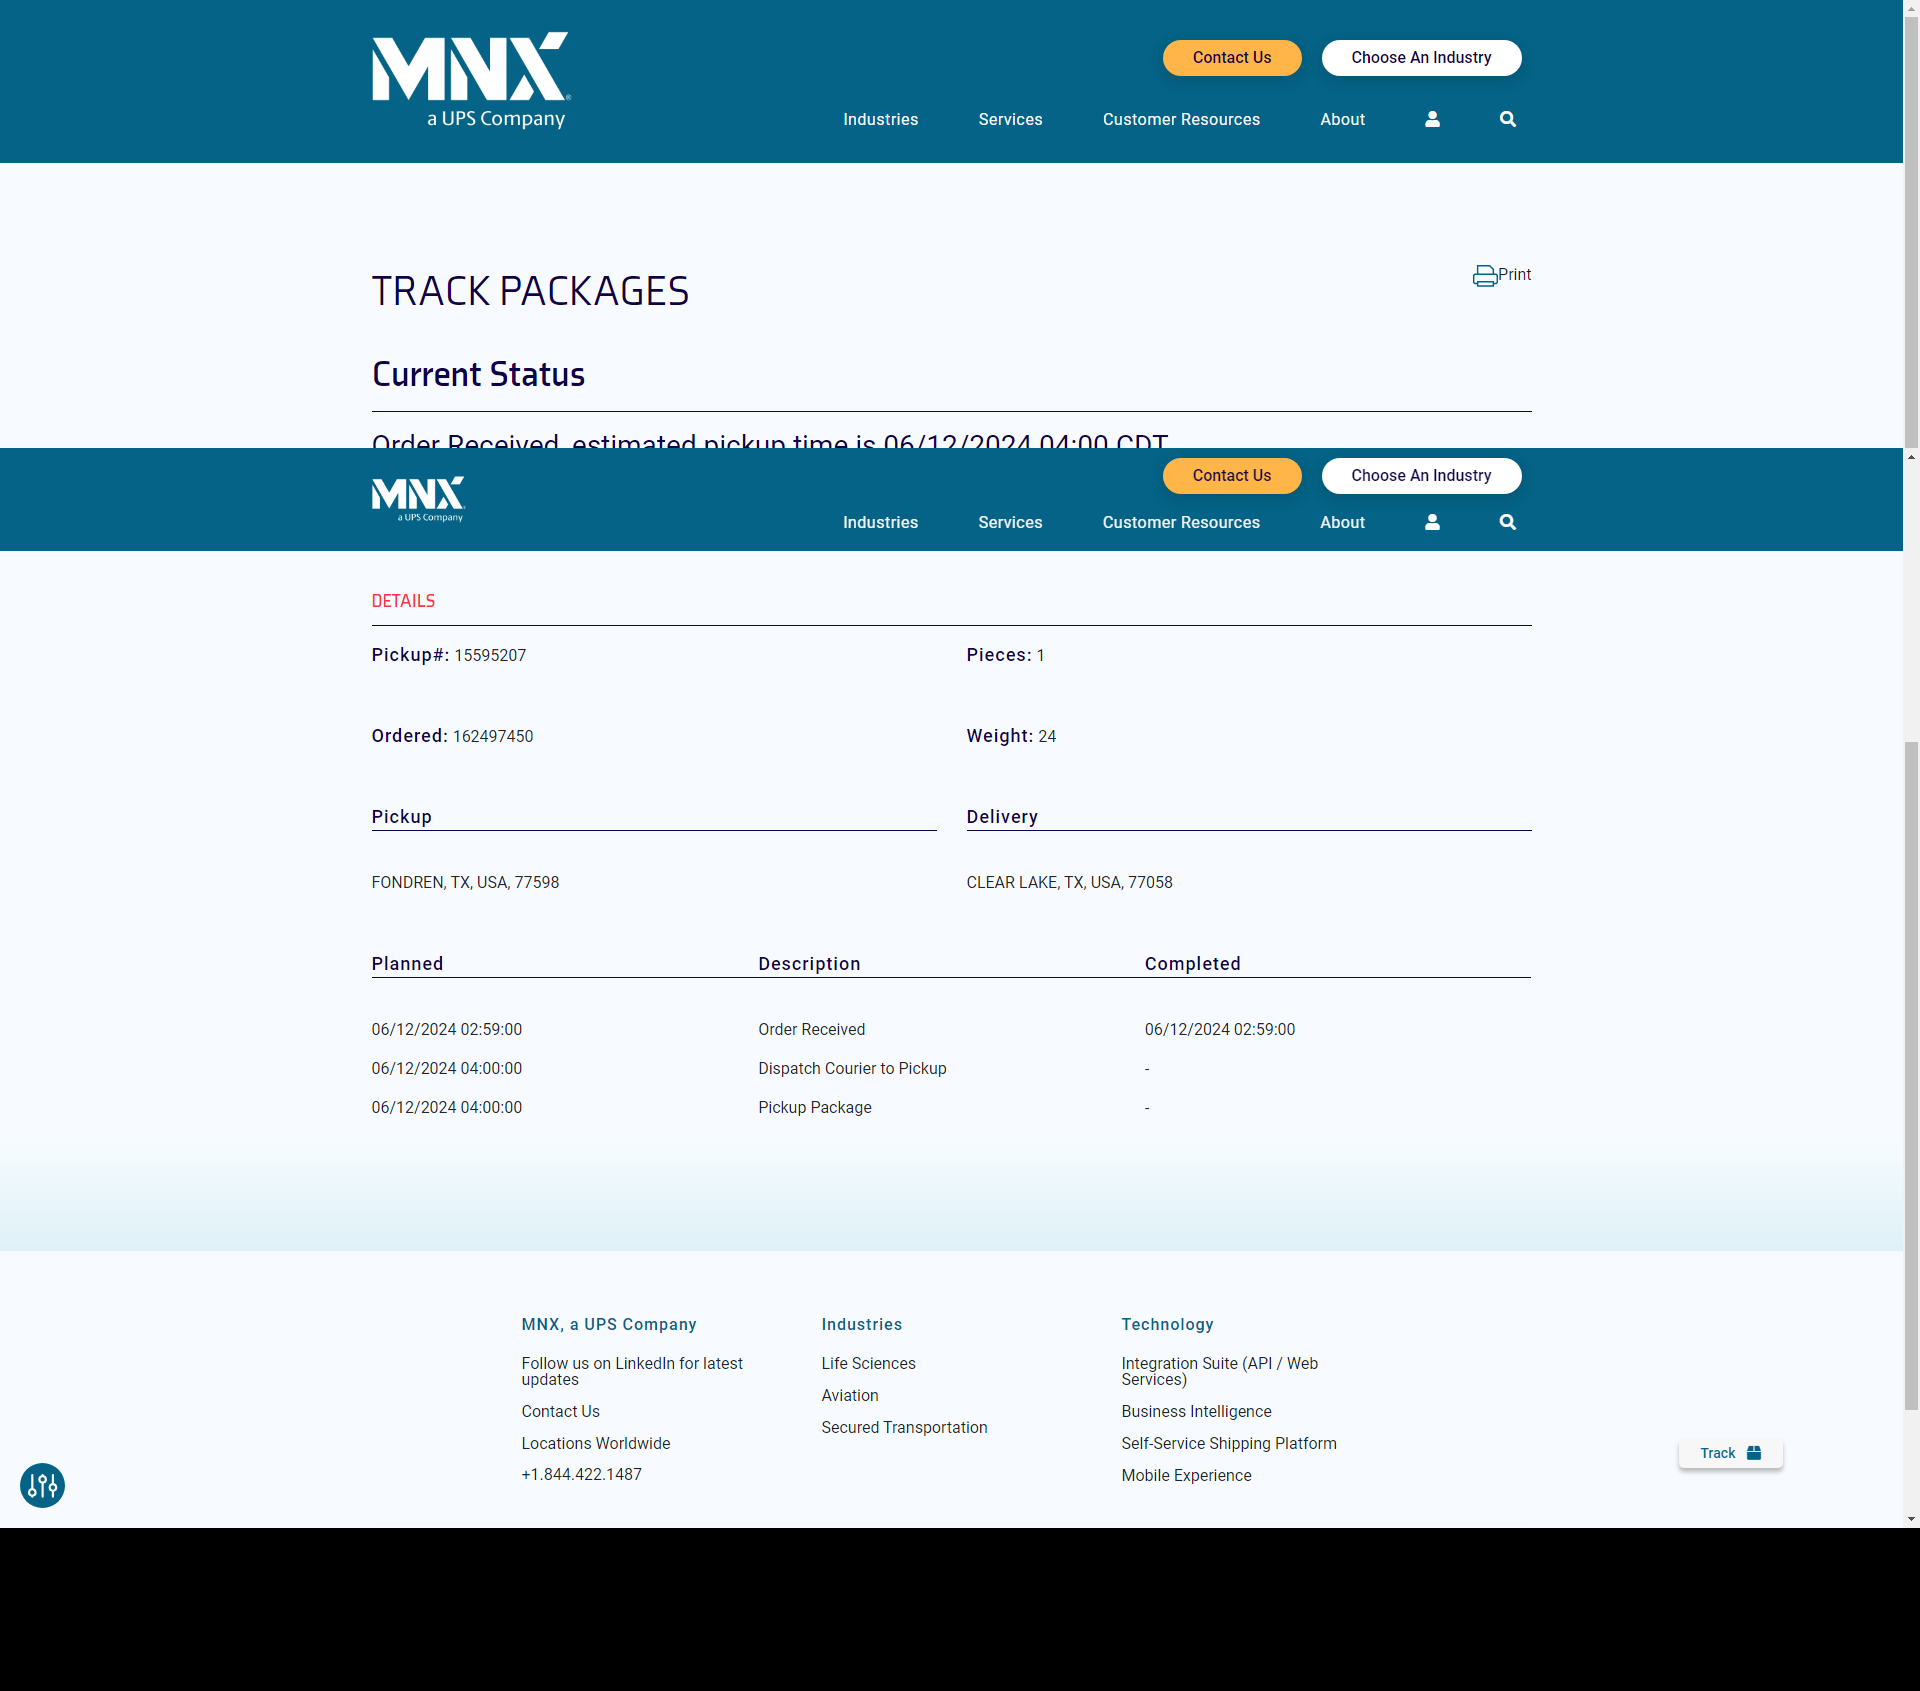 MNX®
a UPS Company
Contact Us
Choose An Industry
Industries
Services
Customer Resources
About
TRACK PACKAGES
Print
Current Status
Order Received, estimated pickup time is 06/12/2024 04:00 CDT
MNX
a UPS Company
Contact Us
Choose An Industry
Industries
Services
Customer Resources
About
DETAILS
Pickup#: 15595207
Pieces: 1
Ordered: 162497450
Weight: 24
Pickup
Delivery
FONDREN, TX, USA, 77598
CLEAR LAKE, TX, USA, 77058
Planned
Description
Completed
06/12/2024 02:59:00
Order Received
06/12/2024 02:59:00
06/12/2024 04:00:00
Dispatch Courier to Pickup
-
06/12/2024 04:00:00
Pickup Package
-
MNX, a UPS Company
Follow us on LinkedIn for latest
updates
Contact Us
Locations Worldwide
+1.844.422.1487
Industries
Life Sciences
Aviation
Secured Transportation
Technology
Integration Suite (API / Web
Services)
Business Intelligence
Self-Service Shipping Platform
Mobile Experience
Track